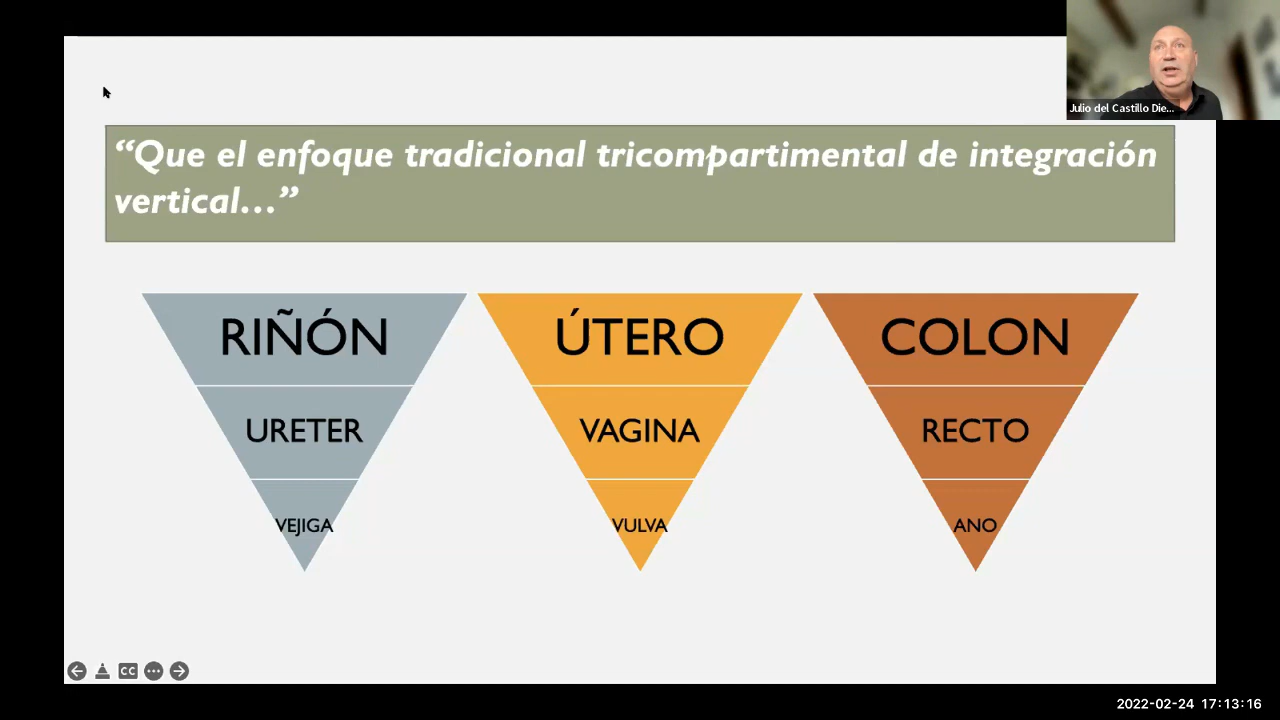 Julio del Castillo Die...
“Que el enfoque tradicional tricompartimental de integración
vertical...”
RIÑÓN
URETER
VEJIGA
ÚTERO
VAGINA
VULVA
COLON
RECTO
ANO
CC
2022-02-24 17:13:16